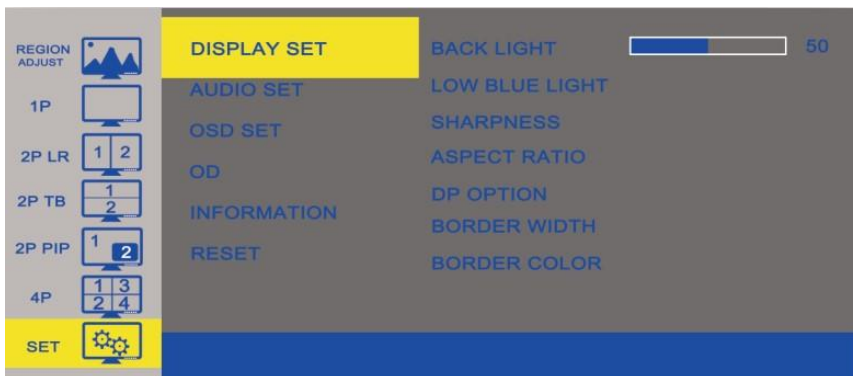 REGION
ADJUST
1P
2P LR 1 2
2P TB 1
2
2P PIP 1 2
4P 1 3
2 4
SET
DISPLAY SET
AUDIO SET
OSD SET
OD
INFORMATION
RESET
BACK LIGHT 50
LOW BLUE LIGHT
SHARPNESS
ASPECT RATIO
DP OPTION
BORDER WIDTH
BORDER COLOR